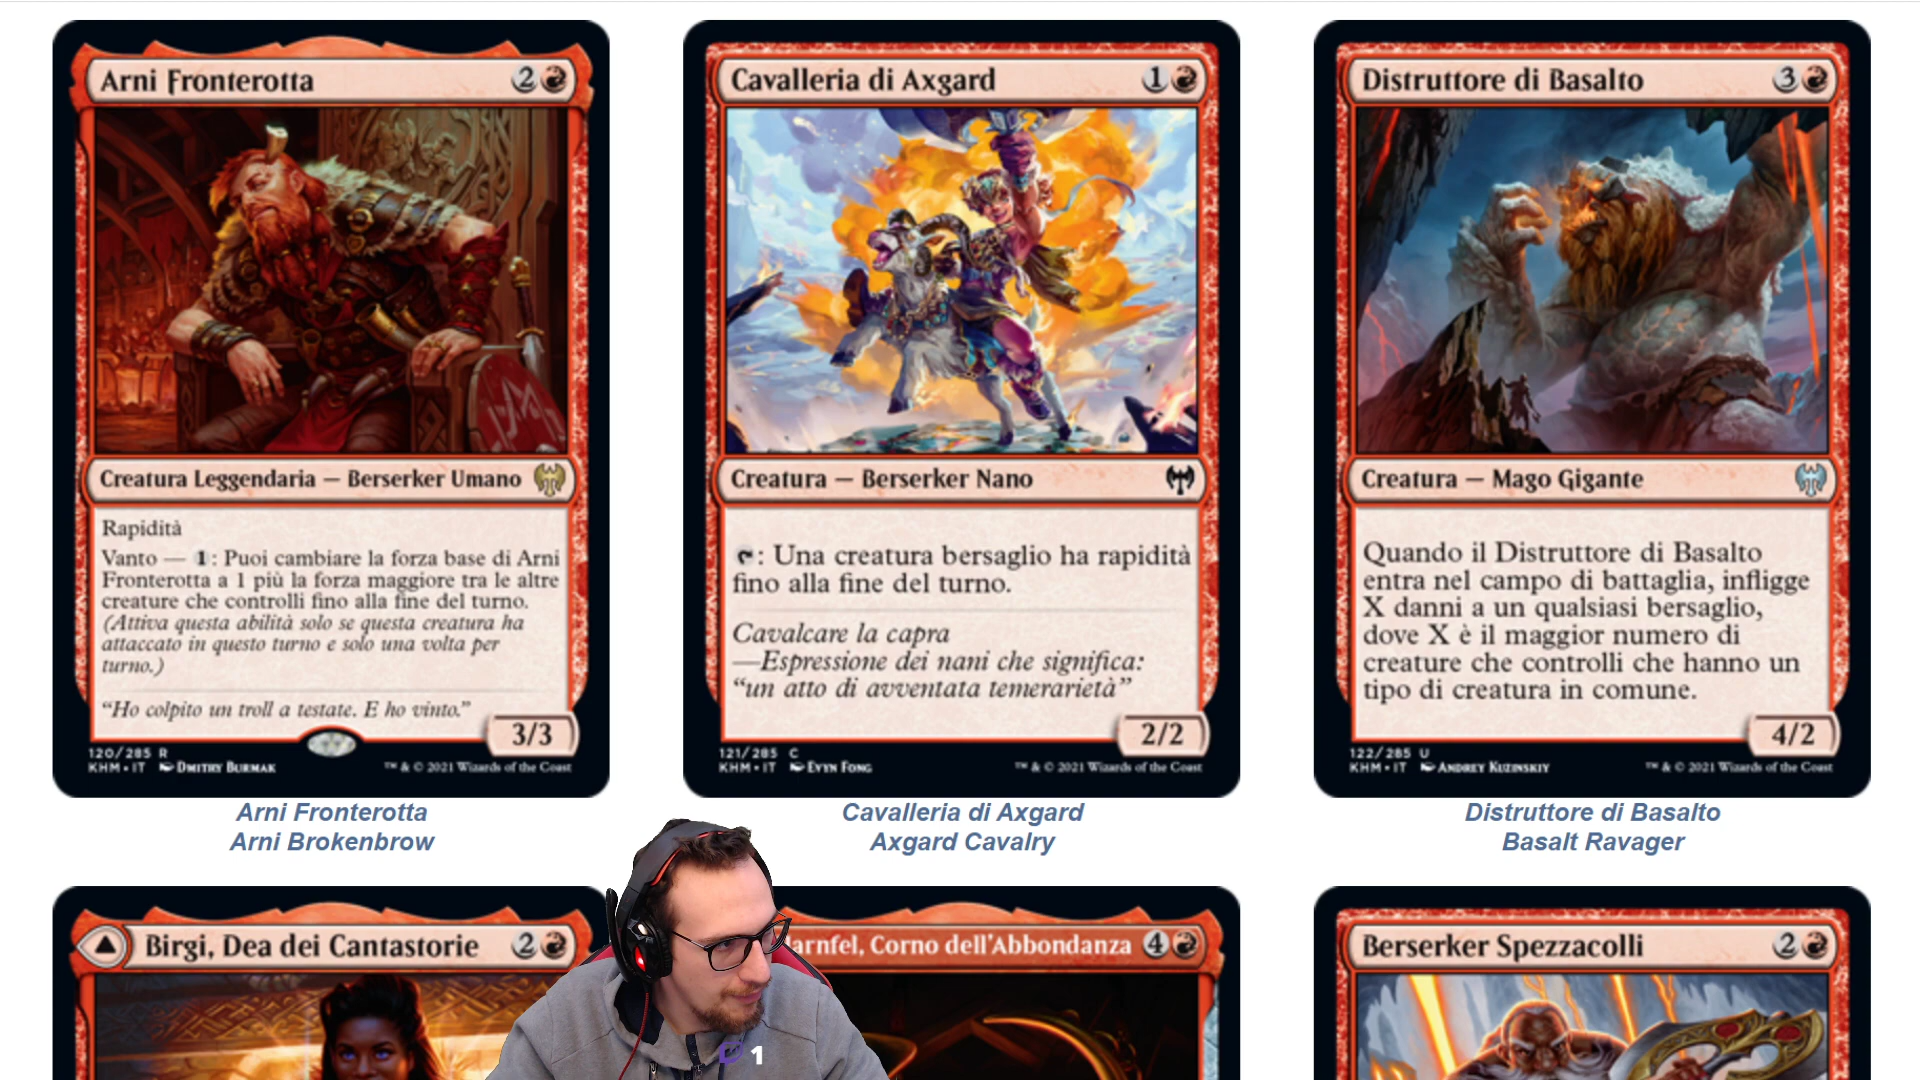 Arni Fronterotta
2
Creatura Leggendaria — Berserker Umano
Rapidità
Vanto — 1: Puoi cambiare la forza base di Arni
Fronterotta a 1 più la forza maggiore tra le altre
creature che controlli fino alla fine del turno.
(Attiva questa abilità solo se questa creatura ha
attaccato in questo turno e solo una volta per
turno.)
“Ho colpito un troll a testate. E ho vinto.”
3/3
120/285 R
KHM • IT Dmitry Burmak
™ & © 2021 Wizards of the Coast
Arni Fronterotta
Arni Brokenbrow
Cavalleria di Axgard
1
Creatura — Berserker Nano
: Una creatura bersaglio ha rapidità
fino alla fine del turno.
Cavalcare la capra
—Espressione dei nani che significa:
“un atto di avventata temerarietà”
2/2
121/285 C
KHM • IT Evyn Fong
™ & © 2021 Wizards of the Coast
Cavalleria di Axgard
Axgard Cavalry
Distruttore di Basalto
3
Creatura — Mago Gigante
Quando il Distruttore di Basalto
entra nel campo di battaglia, infligge
X danni a un qualsiasi bersaglio,
dove X è il maggior numero di
creature che controlli che hanno un
tipo di creatura in comune.
4/2
122/285 U
KHM • IT Andrey Kuzinskiy
™ & © 2021 Wizards of the Coast
Distruttore di Basalto
Basalt Ravager
Birgi, Dea dei Cantastorie
2
arnfel, Corno dell'Abbondanza
4
Berserker Spezzacolli
2
1